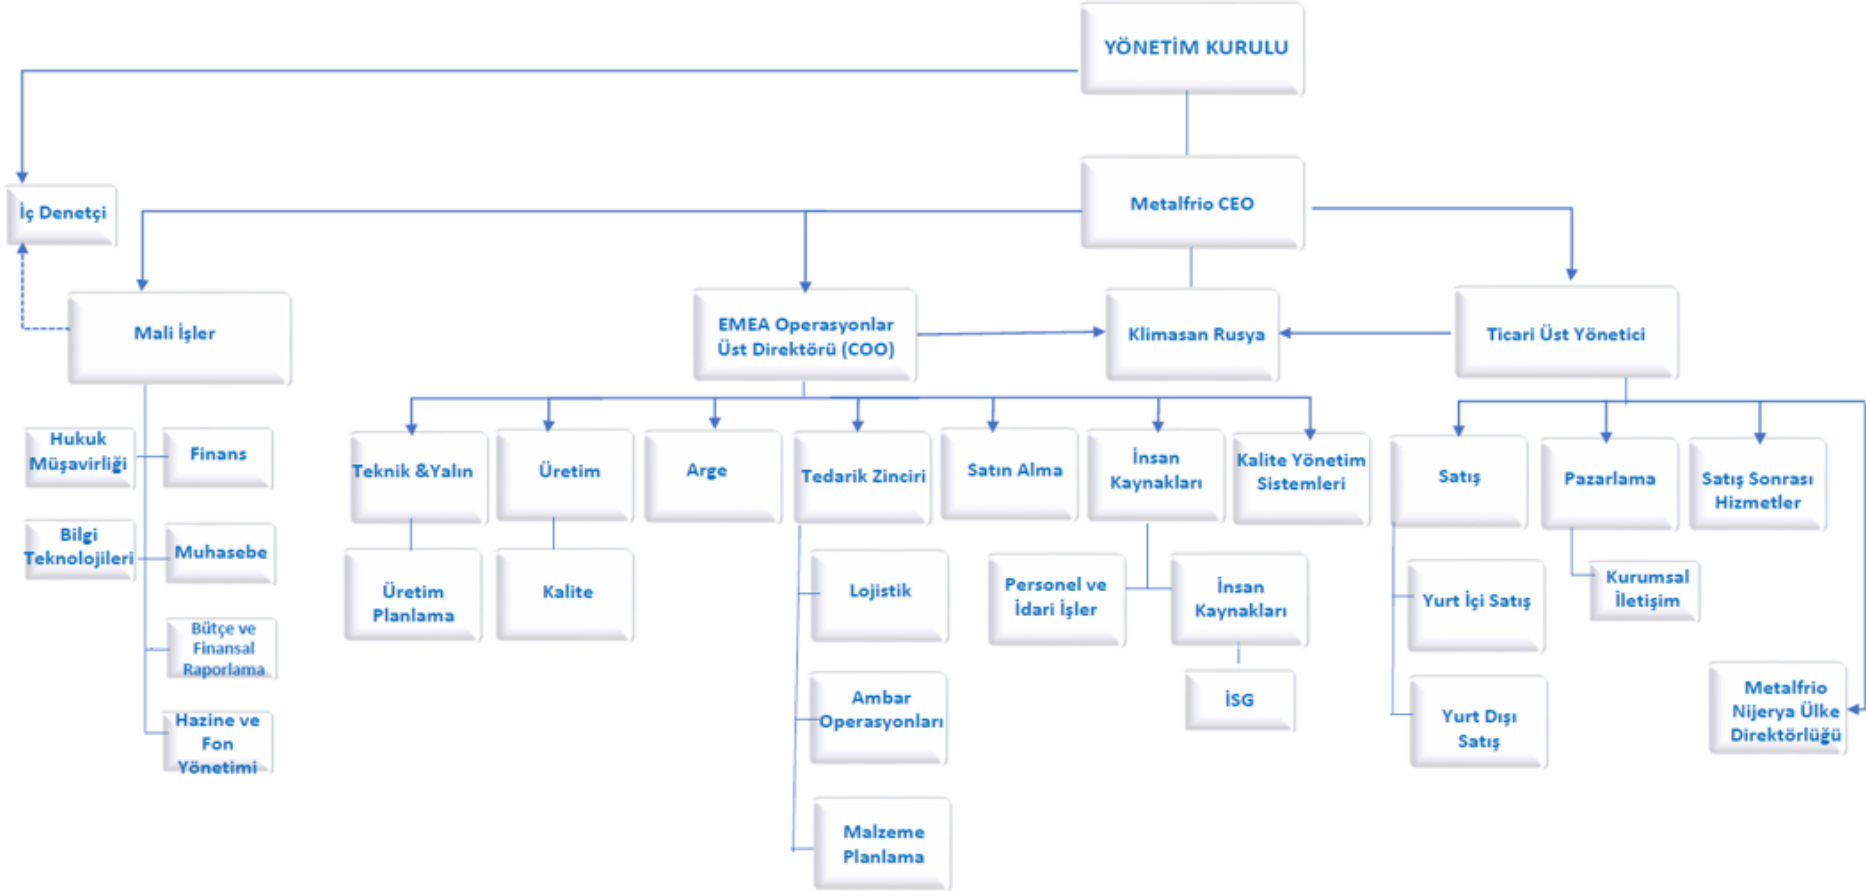 YÖNETİM KURULU
İç Denetçi
Metalfrio CEO
Mali İşler
EMEA Operasyonlar
Üst Direktörü (COO)
Klimasan Rusya
Ticari Üst Yönetici
Hukuk
Müşavirliği
Finans
Bilgi
Teknolojileri
Muhasebe
Bütçe ve
Finansal
Raporlama
Hazine ve
Fon
Yönetimi
Teknik &Yalın
Üretim
Arge
Tedarik Zinciri
Satın Alma
İnsan
Kaynakları
Kalite Yönetim
Sistemleri
Satış
Pazarlama
Satış Sonrası
Hizmetler
Üretim
Planlama
Kalite
Lojistik
Personel ve
İdari İşler
İnsan
Kaynakları
Yurt İçi Satış
Kurumsal
İletişim
Ambar
Operasyonları
İSG
Yurt Dışı
Satış
Metalfrio
Nijerya Ülke
Direktörlüğü
Malzeme
Planlama